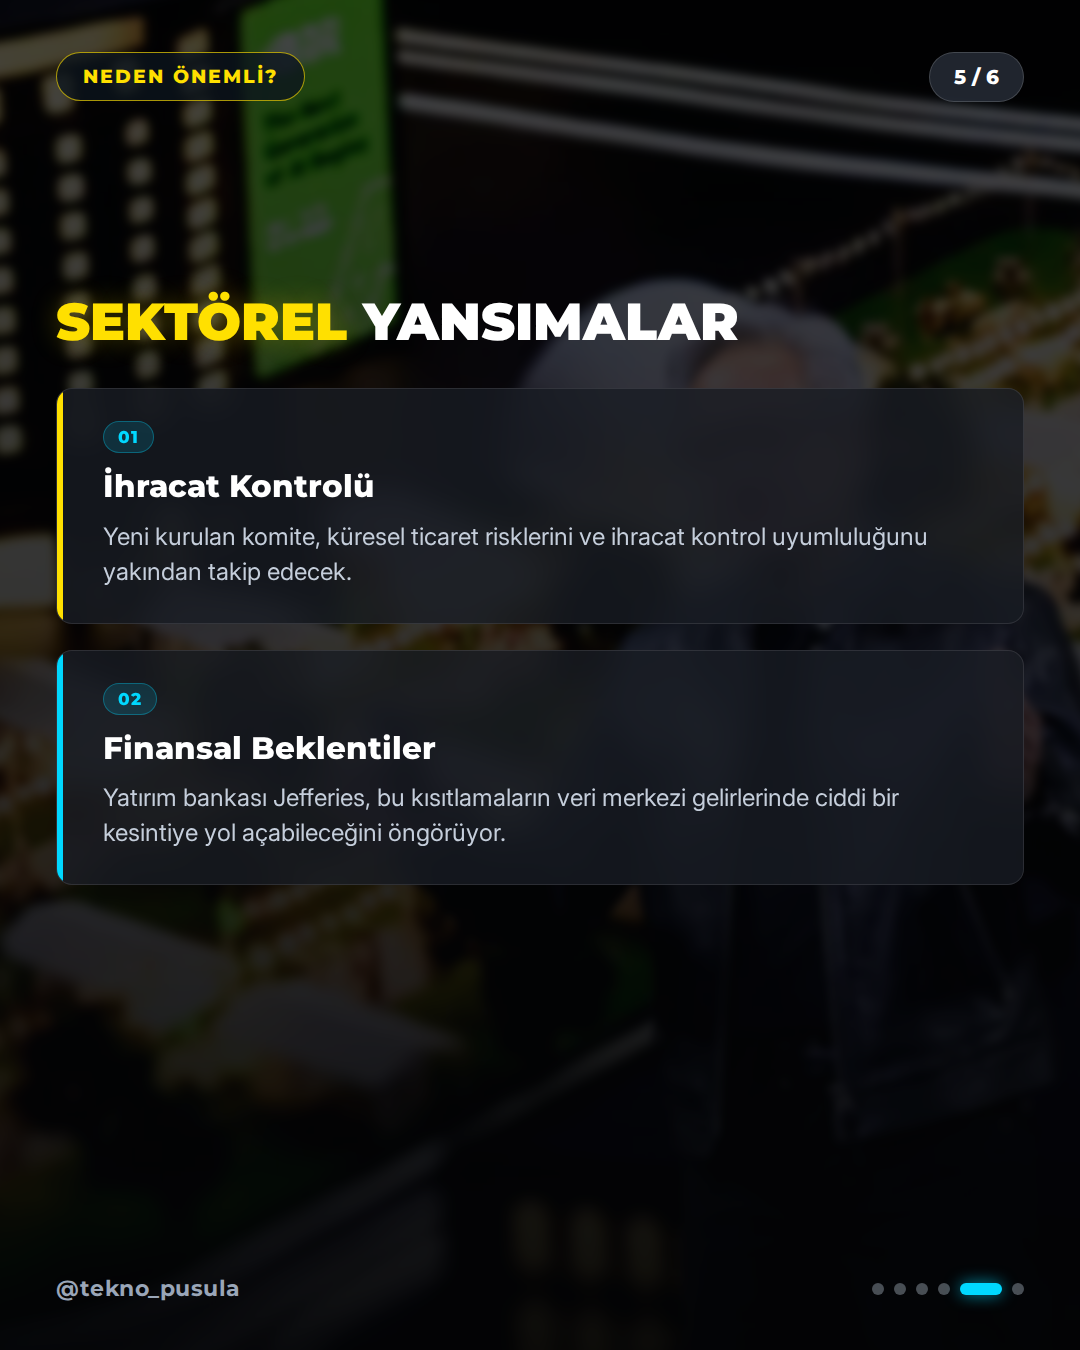 NEDEN ÖNEMLİ?
5 / 6
SEKTÖREL YANSIMALAR
01
İhracat Kontrolü
Yeni kurulan komite, küresel ticaret risklerini ve ihracat kontrol uyumluluğunu
yakından takip edecek.
02
Finansal Beklentiler
Yatırım bankası Jefferies, bu kısıtlamaların veri merkezi gelirlerinde ciddi bir
kesintiye yol açabileceğini öngörüyor.
@tekno_pusula